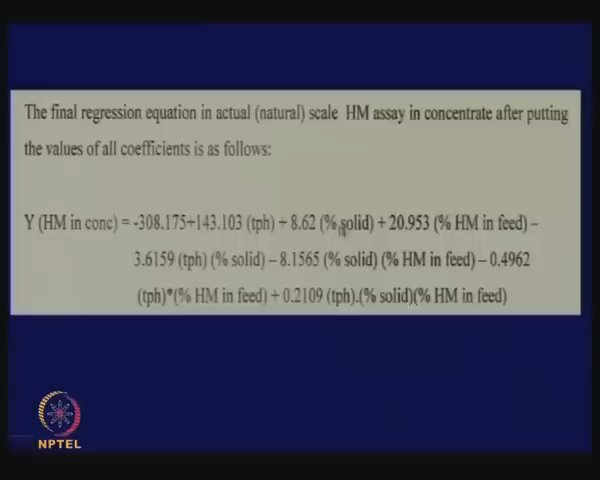 The final regression equation in actual (natural) scale HM assay in concentrate after putting
the values of all coefficients is as follows:
Y (HM in conc) = -308.175+143.103 (tph) + 8.62 (% solid) + 20.953 (% HM in feed) –
3.6159 (tph) (% solid) – 8.1565 (% solid) (% HM in feed) – 0.4962
(tph)*(% HM in feed) + 0.2109 (tph).(% solid)(% HM in feed)
NPTEL